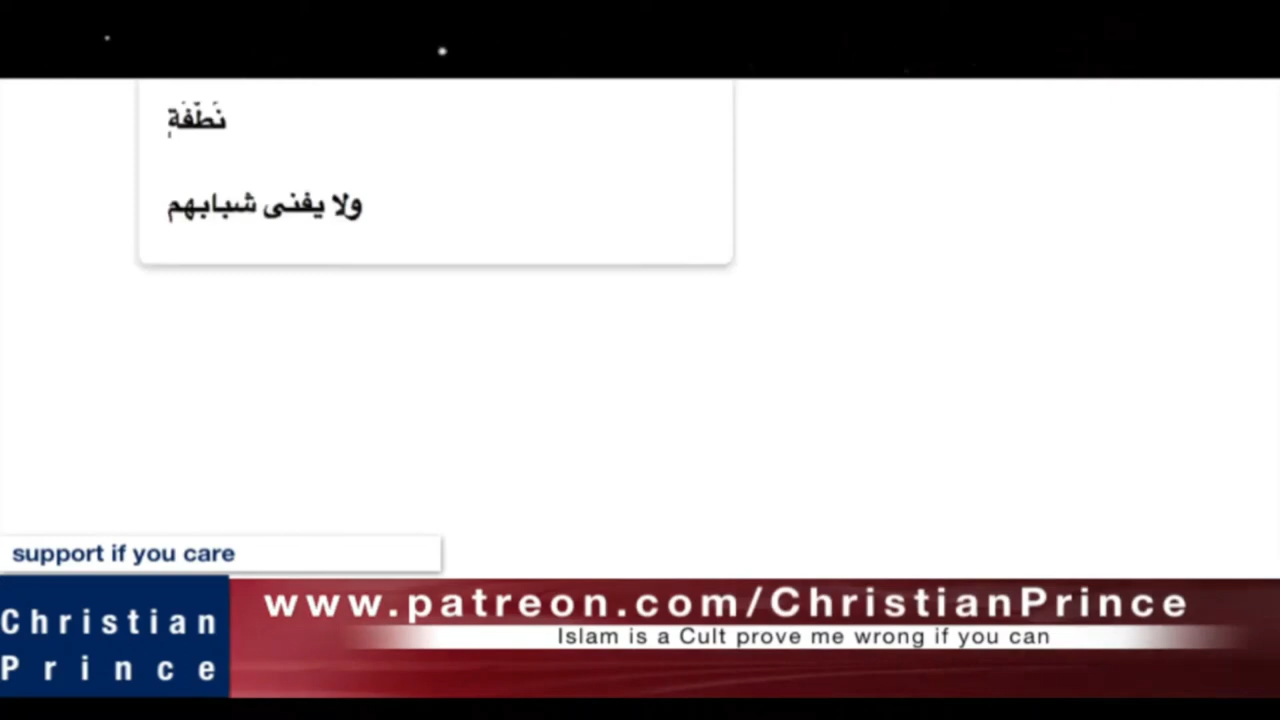 نَطّفَةٍ
ولا يفنى شبابهم
support if you care
Christian
Prince
www.patreon.com/ChristianPrince
Islam is a Cult prove me wrong if you can